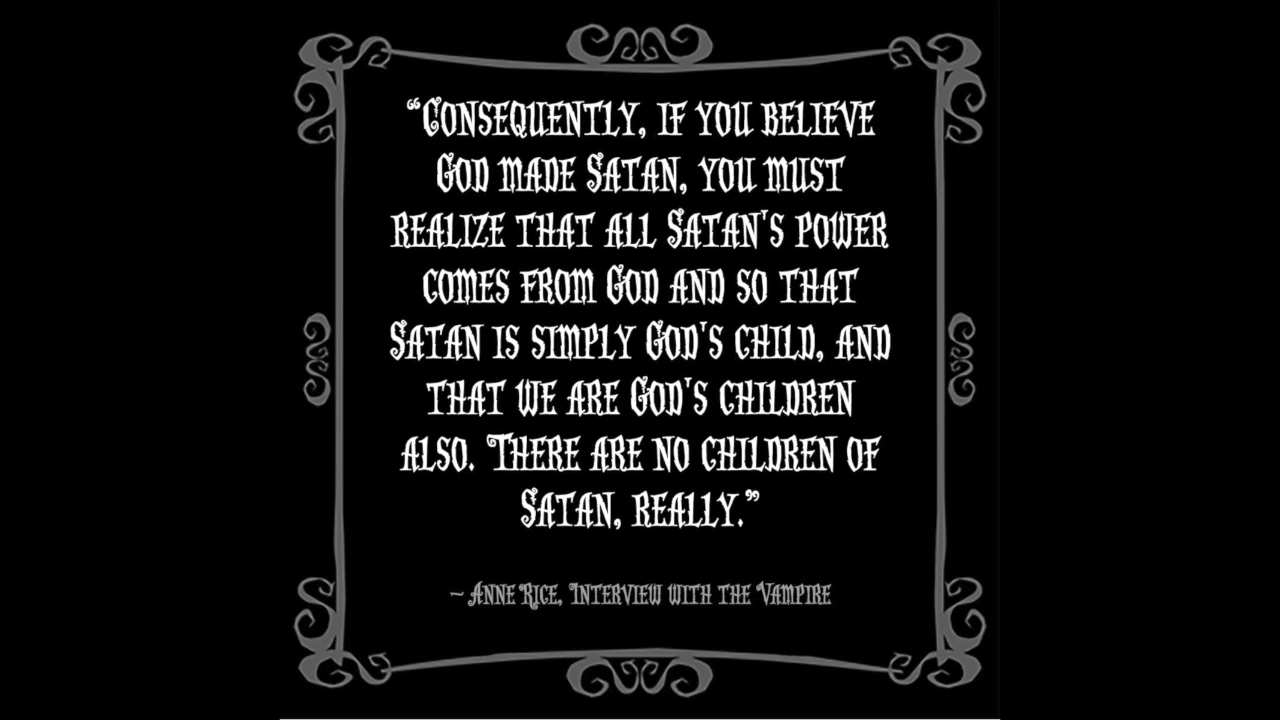 “Consequently, if you believe
God made Satan, you must
realize that all Satan's power
comes from God and so that
Satan is simply God's child, and
that we are God's children
also. There are no children of
Satan, really.”
~ Anne Rice, Interview with the Vampire